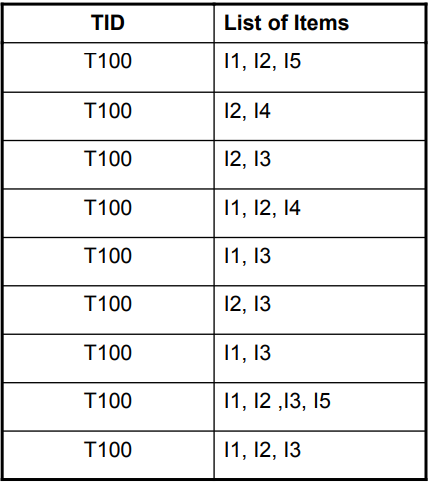 TID List of Items
T100 I1, I2, I5
T100 I2, I4
T100 I2, I3
T100 I1, I2, I4
T100 I1, I3
T100 I2, I3
T100 I1, I3
T100 I1, I2 ,I3, I5
T100 I1, I2, I3